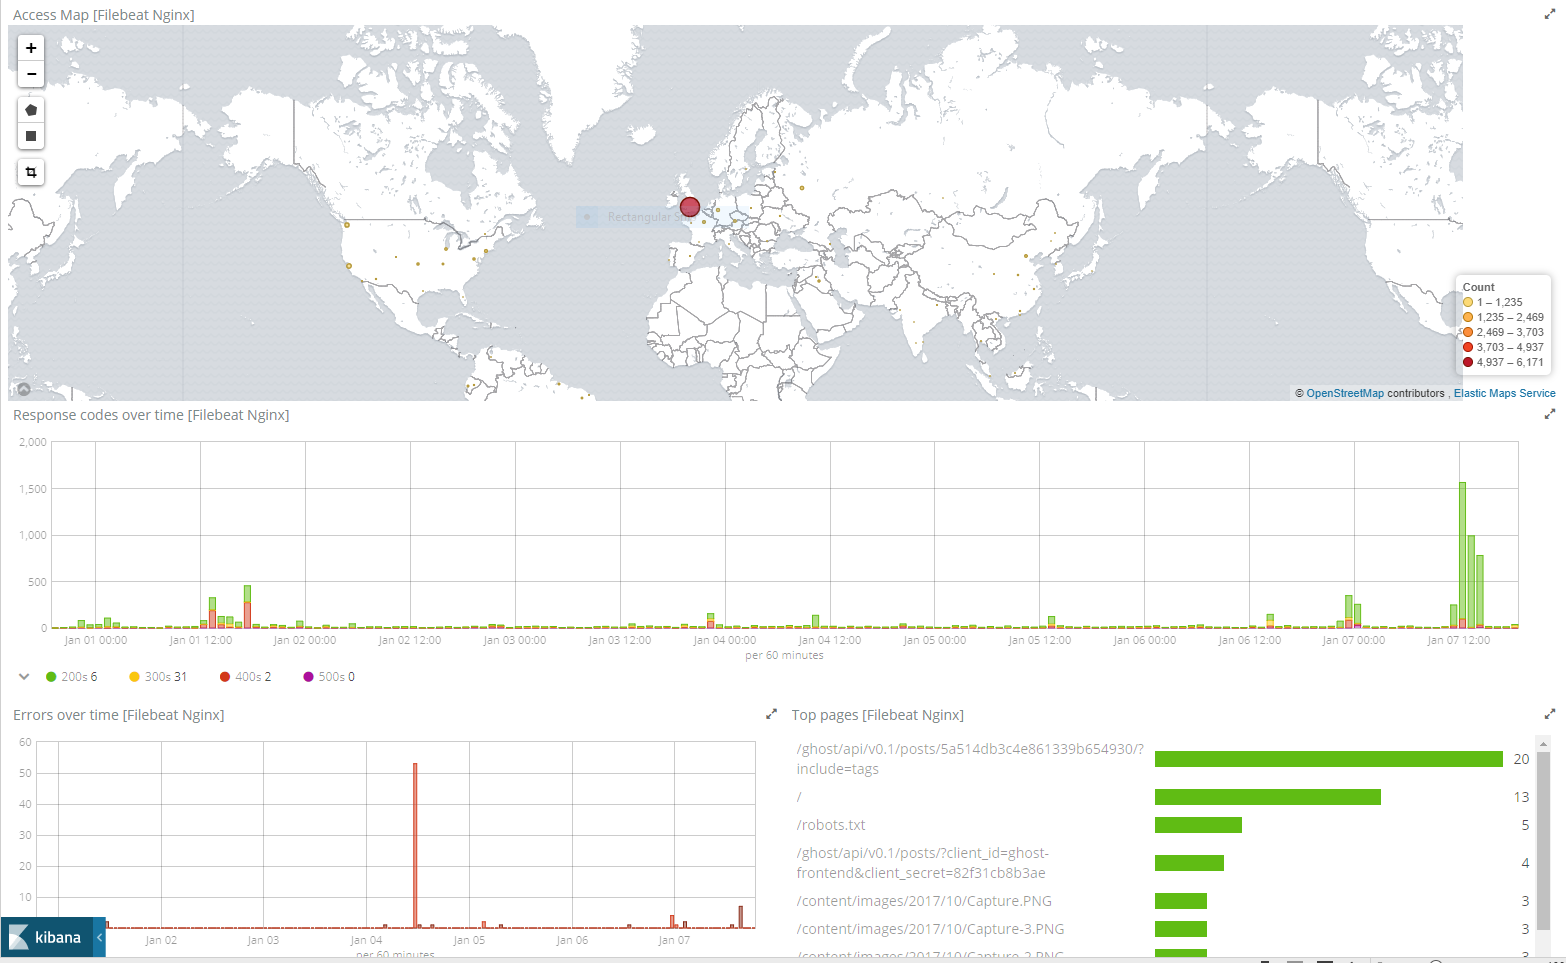 Access Map [Filebeat Nginx]
+
−
Rectangular
Count
1 – 1,235
1,235 – 2,469
2,469 – 3,703
3,703 – 4,937
4,937 – 6,171
© OpenStreetMap contributors , Elastic Maps Service
Response codes over time [Filebeat Nginx]
2,000
1,500
1,000
500
0
Jan 01 00:00 Jan 01 12:00 Jan 02 00:00 Jan 02 12:00 Jan 03 00:00 Jan 03 12:00 Jan 04 00:00 Jan 04 12:00 Jan 05 00:00 Jan 05 12:00 Jan 06 00:00 Jan 06 12:00 Jan 07 00:00 Jan 07 12:00
per 60 minutes
200s 6 300s 31 400s 2 500s 0
Errors over time [Filebeat Nginx]
60
50
40
30
20
10
Jan 02 Jan 03 Jan 04 Jan 05 Jan 06 Jan 07
per 60 minutes
kibana
Top pages [Filebeat Nginx]
/ghost/api/v0.1/posts/5a514db3c4e861339b654930/?
include=tags
20
/ 13
/robots.txt 5
/ghost/api/v0.1/posts/?client_id=ghost-
frontend&client_secret=82f31cb8b3ae
4
/content/images/2017/10/Capture.PNG 3
/content/images/2017/10/Capture-3.PNG 3
/content/images/2017/10/Capture-2.PNG 3